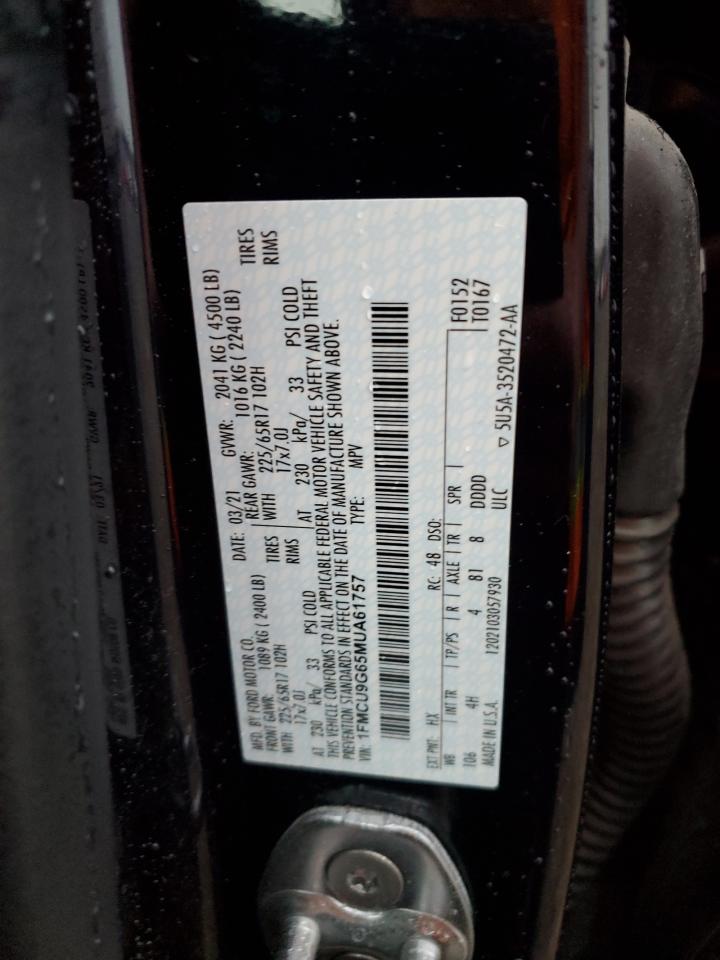 MFD. BY FORD MOTOR CO. DATE: 03/21 GVWR: 2041 KG ( 4500 LB)
FRONT GAWR: 1089 KG ( 2400 LB) REAR GAWR: 1016 KG ( 2240 LB)
WITH 225/65R17 102H TIRES WITH 225/65R17 102H TIRES
17x7.0J RIMS 17x7.0J RIMS
AT 230 kPa/ 33 PSI COLD AT 230 kPa/ 33 PSI COLD
THIS VEHICLE CONFORMS TO ALL APPLICABLE FEDERAL MOTOR VEHICLE SAFETY AND THEFT
PREVENTION STANDARDS IN EFFECT ON THE DATE OF MANUFACTURE SHOWN ABOVE.
VIN: 1FMCU9G65MUA61757 TYPE: MPV
EXT PNT: HX RC: 48 DSO:
WB INT TR TP/PS R AXLE TR SPR E0152
106 4H 4 8I 8 DDDD T0167
MADE IN U.S.A. 1202103057930 ULC ▽ 5U5A-3520472-AA